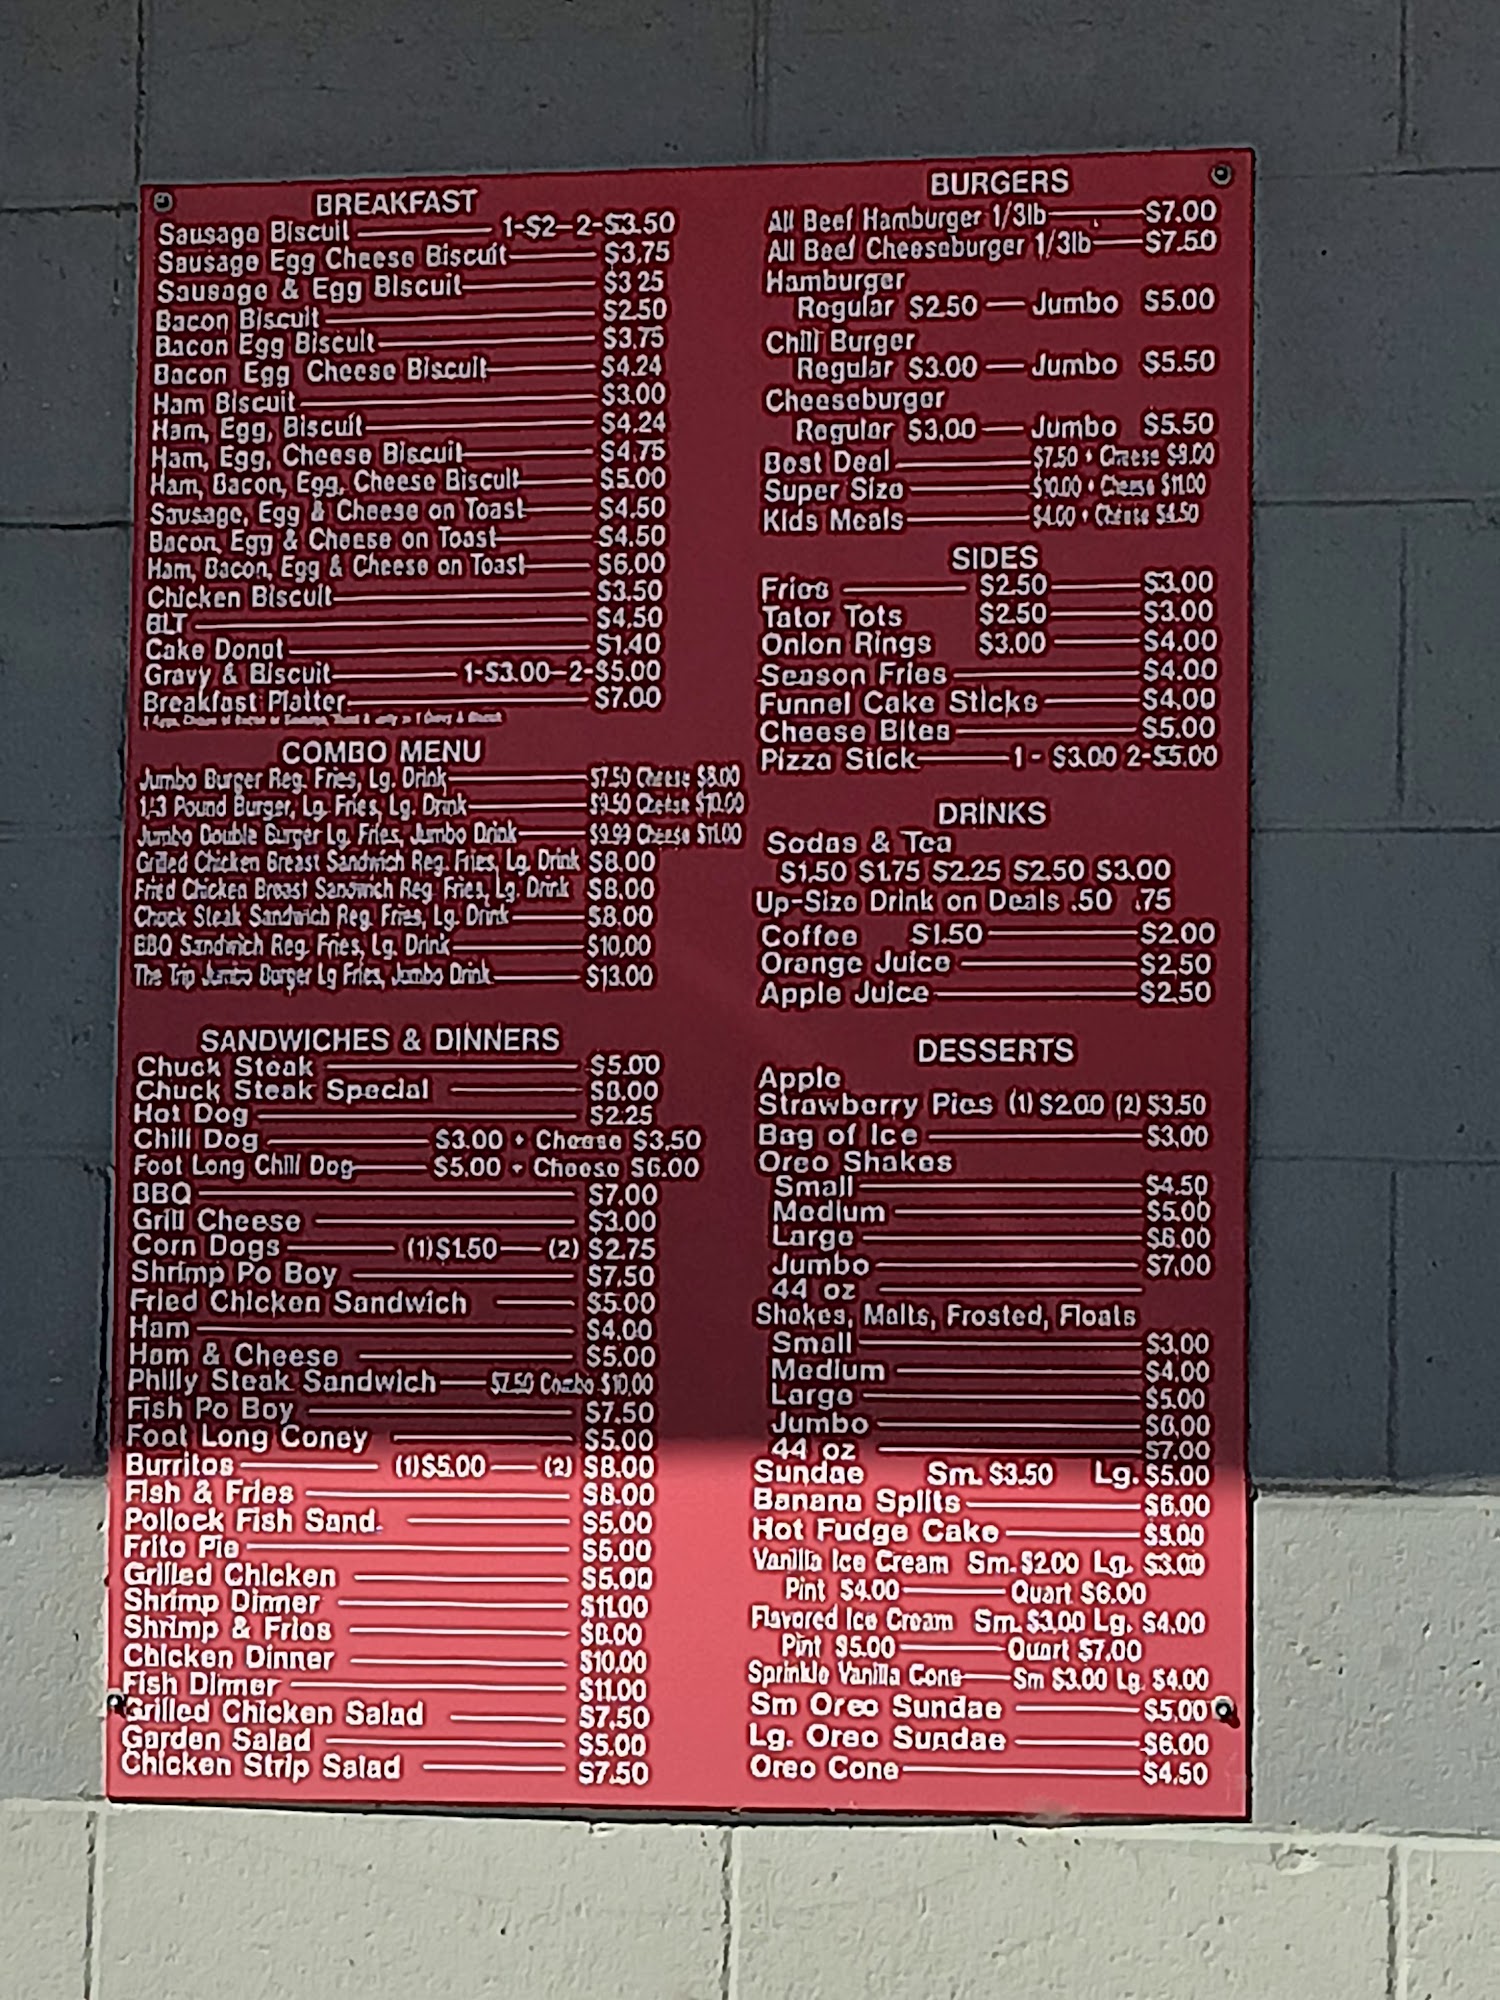 BREAKFAST
Sausage Biscuit 1-$2-2-$3.50
Sausage Egg Cheese Biscuit $3.75
Sausage & Egg Biscuit $3.25
Bacon Biscuit $2.50
Bacon Egg Biscuit $3.75
Bacon Egg Cheese Biscuit $4.24
Ham Biscuit $3.00
Ham, Egg, Biscuit $4.24
Ham, Egg, Cheese Biscuit $4.75
Ham, Bacon, Egg, Cheese Biscuit $5.00
Sausage, Egg & Cheese on Toast $4.50
Bacon, Egg & Cheese on Toast $4.50
Ham, Bacon, Egg & Cheese on Toast $6.00
Chicken Biscuit $3.50
BLT $4.50
Cake Donut $1.40
Gravy & Biscuit 1-$3.00-2-$5.00
Breakfast Platter $7.00
COMBO MENU
Jumbo Burger Reg. Fries, Lg. Drink $7.50 Cheese $8.00
1/3 Pound Burger, Lg. Fries, Lg. Drink $9.50 Cheese $10.00
Jumbo Double Burger Lg. Fries, Jumbo Drink $9.99 Cheese $11.00
Grilled Chicken Breast Sandwich Reg. Fries, Lg. Drink $8.00
Fried Chicken Breast Sandwich Reg. Fries, Lg. Drink $8.00
Chuck Steak Sandwich Reg. Fries, Lg. Drink $8.00
BBQ Sandwich Reg. Fries, Lg. Drink $10.00
The Trip Jumbo Burger Lg Fries, Jumbo Drink $13.00
SANDWICHES & DINNERS
Chuck Steak $5.00
Chuck Steak Special $8.00
Hot Dog $2.25
Chili Dog $3.00 • Cheese $3.50
Foot Long Chili Dog $5.00 • Cheese $6.00
BBQ $7.00
Grill Cheese $3.00
Corn Dogs (1) $1.50 (2) $2.75
Shrimp Po Boy $7.50
Fried Chicken Sandwich $5.00
Ham $4.00
Ham & Cheese $5.00
Philly Steak Sandwich $7.50 Combo $10.00
Fish Po Boy $7.50
Foot Long Coney $5.00
Burritos (1) $5.00 (2) $8.00
Fish & Fries $8.00
Pollock Fish Sand. $5.00
Frito Pie
Grilled Chicken
Shrimp Dinner $11.00
Shrimp & Fries
Chicken Dinner $10.00
Fish Dinner $11.00
Grilled Chicken Salad $7.50
Garden Salad $5.00
Chicken Strip Salad $7.50
BURGERS
All Beef Hamburger 1/3lb $7.00
All Beef Cheeseburger 1/3lb $7.50
Hamburger
Regular $2.50 — Jumbo $5.00
Chili Burger
Regular $3.00 — Jumbo $5.50
Cheeseburger
Regular $3.00 — Jumbo $5.50
Best Deal $7.50 • Cheese
Super Size $10.00 • Cheese $11.00
Kids Meals $4.00 • Cheese $4.50
SIDES
Fries $2.50 $3.00
Tator Tots $2.50 $3.00
Onion Rings $3.00 $4.00
Season Fries $4.00
Funnel Cake Sticks $4.00
Cheese Bites $5.00
Pizza Stick 1- $3.00 2-$5.00
DRINKS
Sodas & Tea
$1.50 $1.75 $2.25 $2.50 $3.00
Up-Size Drink on Deals .50 .75
Coffee $1.50 $2.00
Orange Juice $2.50
Apple Juice $2.50
DESSERTS
Apple
Strawberry Pies (1) $2.00 (2) $3.50
Bag of Ice $3.00
Oreo Shakes
Small $4.50
Medium $5.00
Large $6.00
Jumbo $7.00
44 oz
Shakes, Malts, Frosted, Floats
Small $3.00
Medium $4.00
Large $5.00
Jumbo $6.00
44 oz $7.00
Sundae Sm. $3.50 Lg. $5.00
Banana Splits $6.00
Hot Fudge Cake $5.00
Vanilla Ice Cream Sm. $2.00 Lg. $3.00
Pint $4.00 Quart $6.00
Flavored Ice Cream Sm. $3.00 Lg. $4.00
Pint $5.00 Quart $7.00
Sprinkle Vanilla Cone Sm $3.00 Lg. $4.00
Sm Oreo Sundae $5.00
Lg. Oreo Sundae $6.00
Oreo Cone $4.50